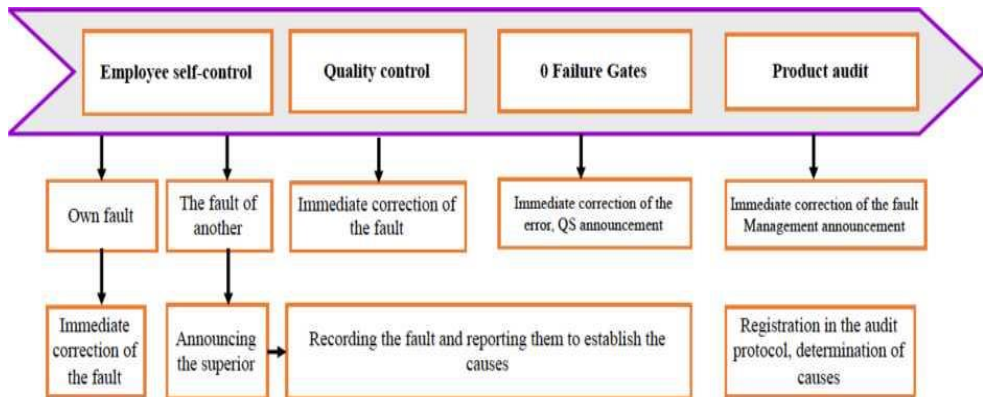 Employee self-control
Quality control
0 Failure Gates
Product audit
Own fault
The fault of
another
Immediate correction of
the fault
Immediate correction of the
error, QS announcement
Immediate correction of the fault
Management announcement
Immediate
correction of
the fault
Announcing
the superior
Recording the fault and reporting them to establish the
causes
Registration in the audit
protocol, determination of
causes